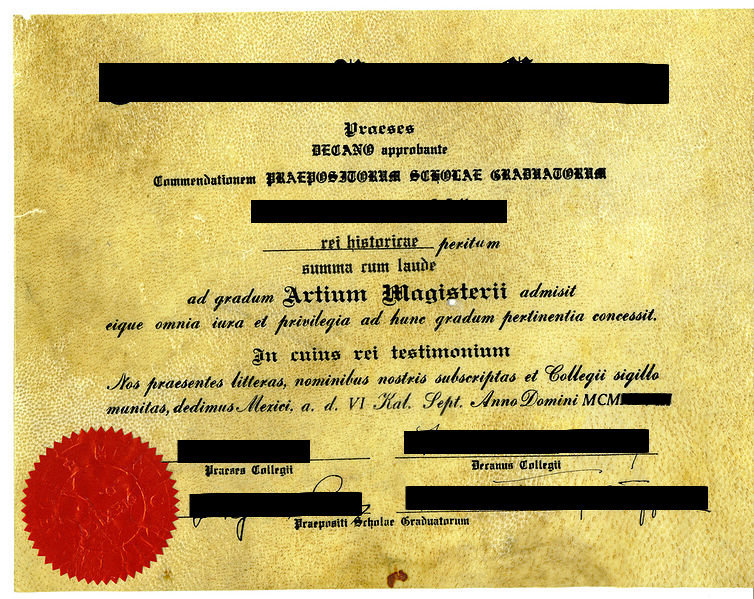 Praeses
DECANO approbante
Commendationem PRAEPOSITORUM SCHOLAE GRADUATORUM
rei historicae peritum
summa cum laude
ad gradum Artium Magisterii admisit
eique omnia iura et privilegia ad hunc gradum pertinentia concessit.
In cuius rei testimonium
Nos praesentes litteras, nominibus nostris subscriptas et Collegii sigillo
munitas, dedimus Mexici, a. d. VI Kal. Sept. Anno Domini MCM
Praeses Collegii
Decanus Collegii
Praepositi Scholae Graduatorum